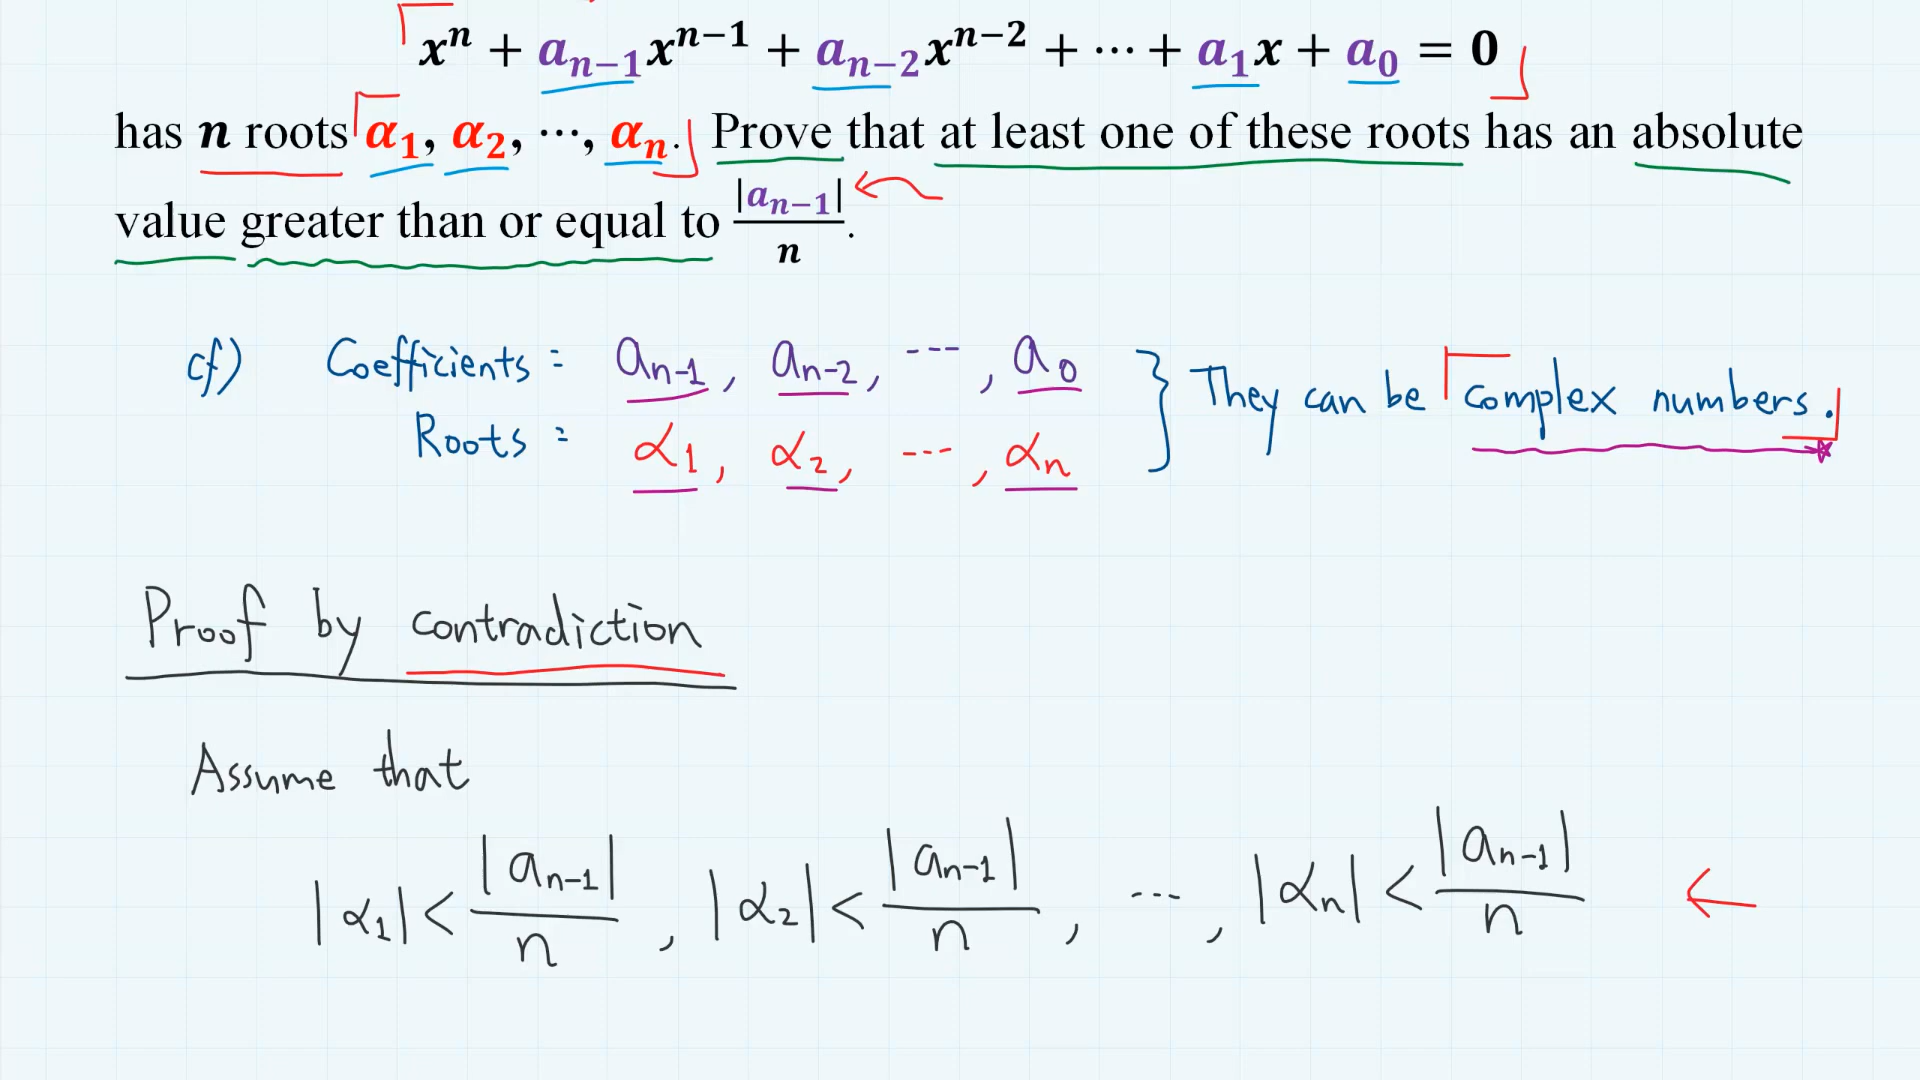 xⁿ + aₙ₋₁xⁿ⁻¹ + aₙ₋₂xⁿ⁻² + ⋯ + a₁x + a₀ = 0
has n roots α₁, α₂, ⋯, αₙ. Prove that at least one of these roots has an absolute
value greater than or equal to |aₙ₋₁|/n.
cf) Coefficients = aₙ₋₁, aₙ₋₂, ⋯, a₀
Roots = α₁, α₂, ⋯, αₙ
} They can be complex numbers.
Proof by contradiction
Assume that
|α₁| < |aₙ₋₁|/n, |α₂| < |aₙ₋₁|/n, ⋯, |αₙ| < |aₙ₋₁|/n ←